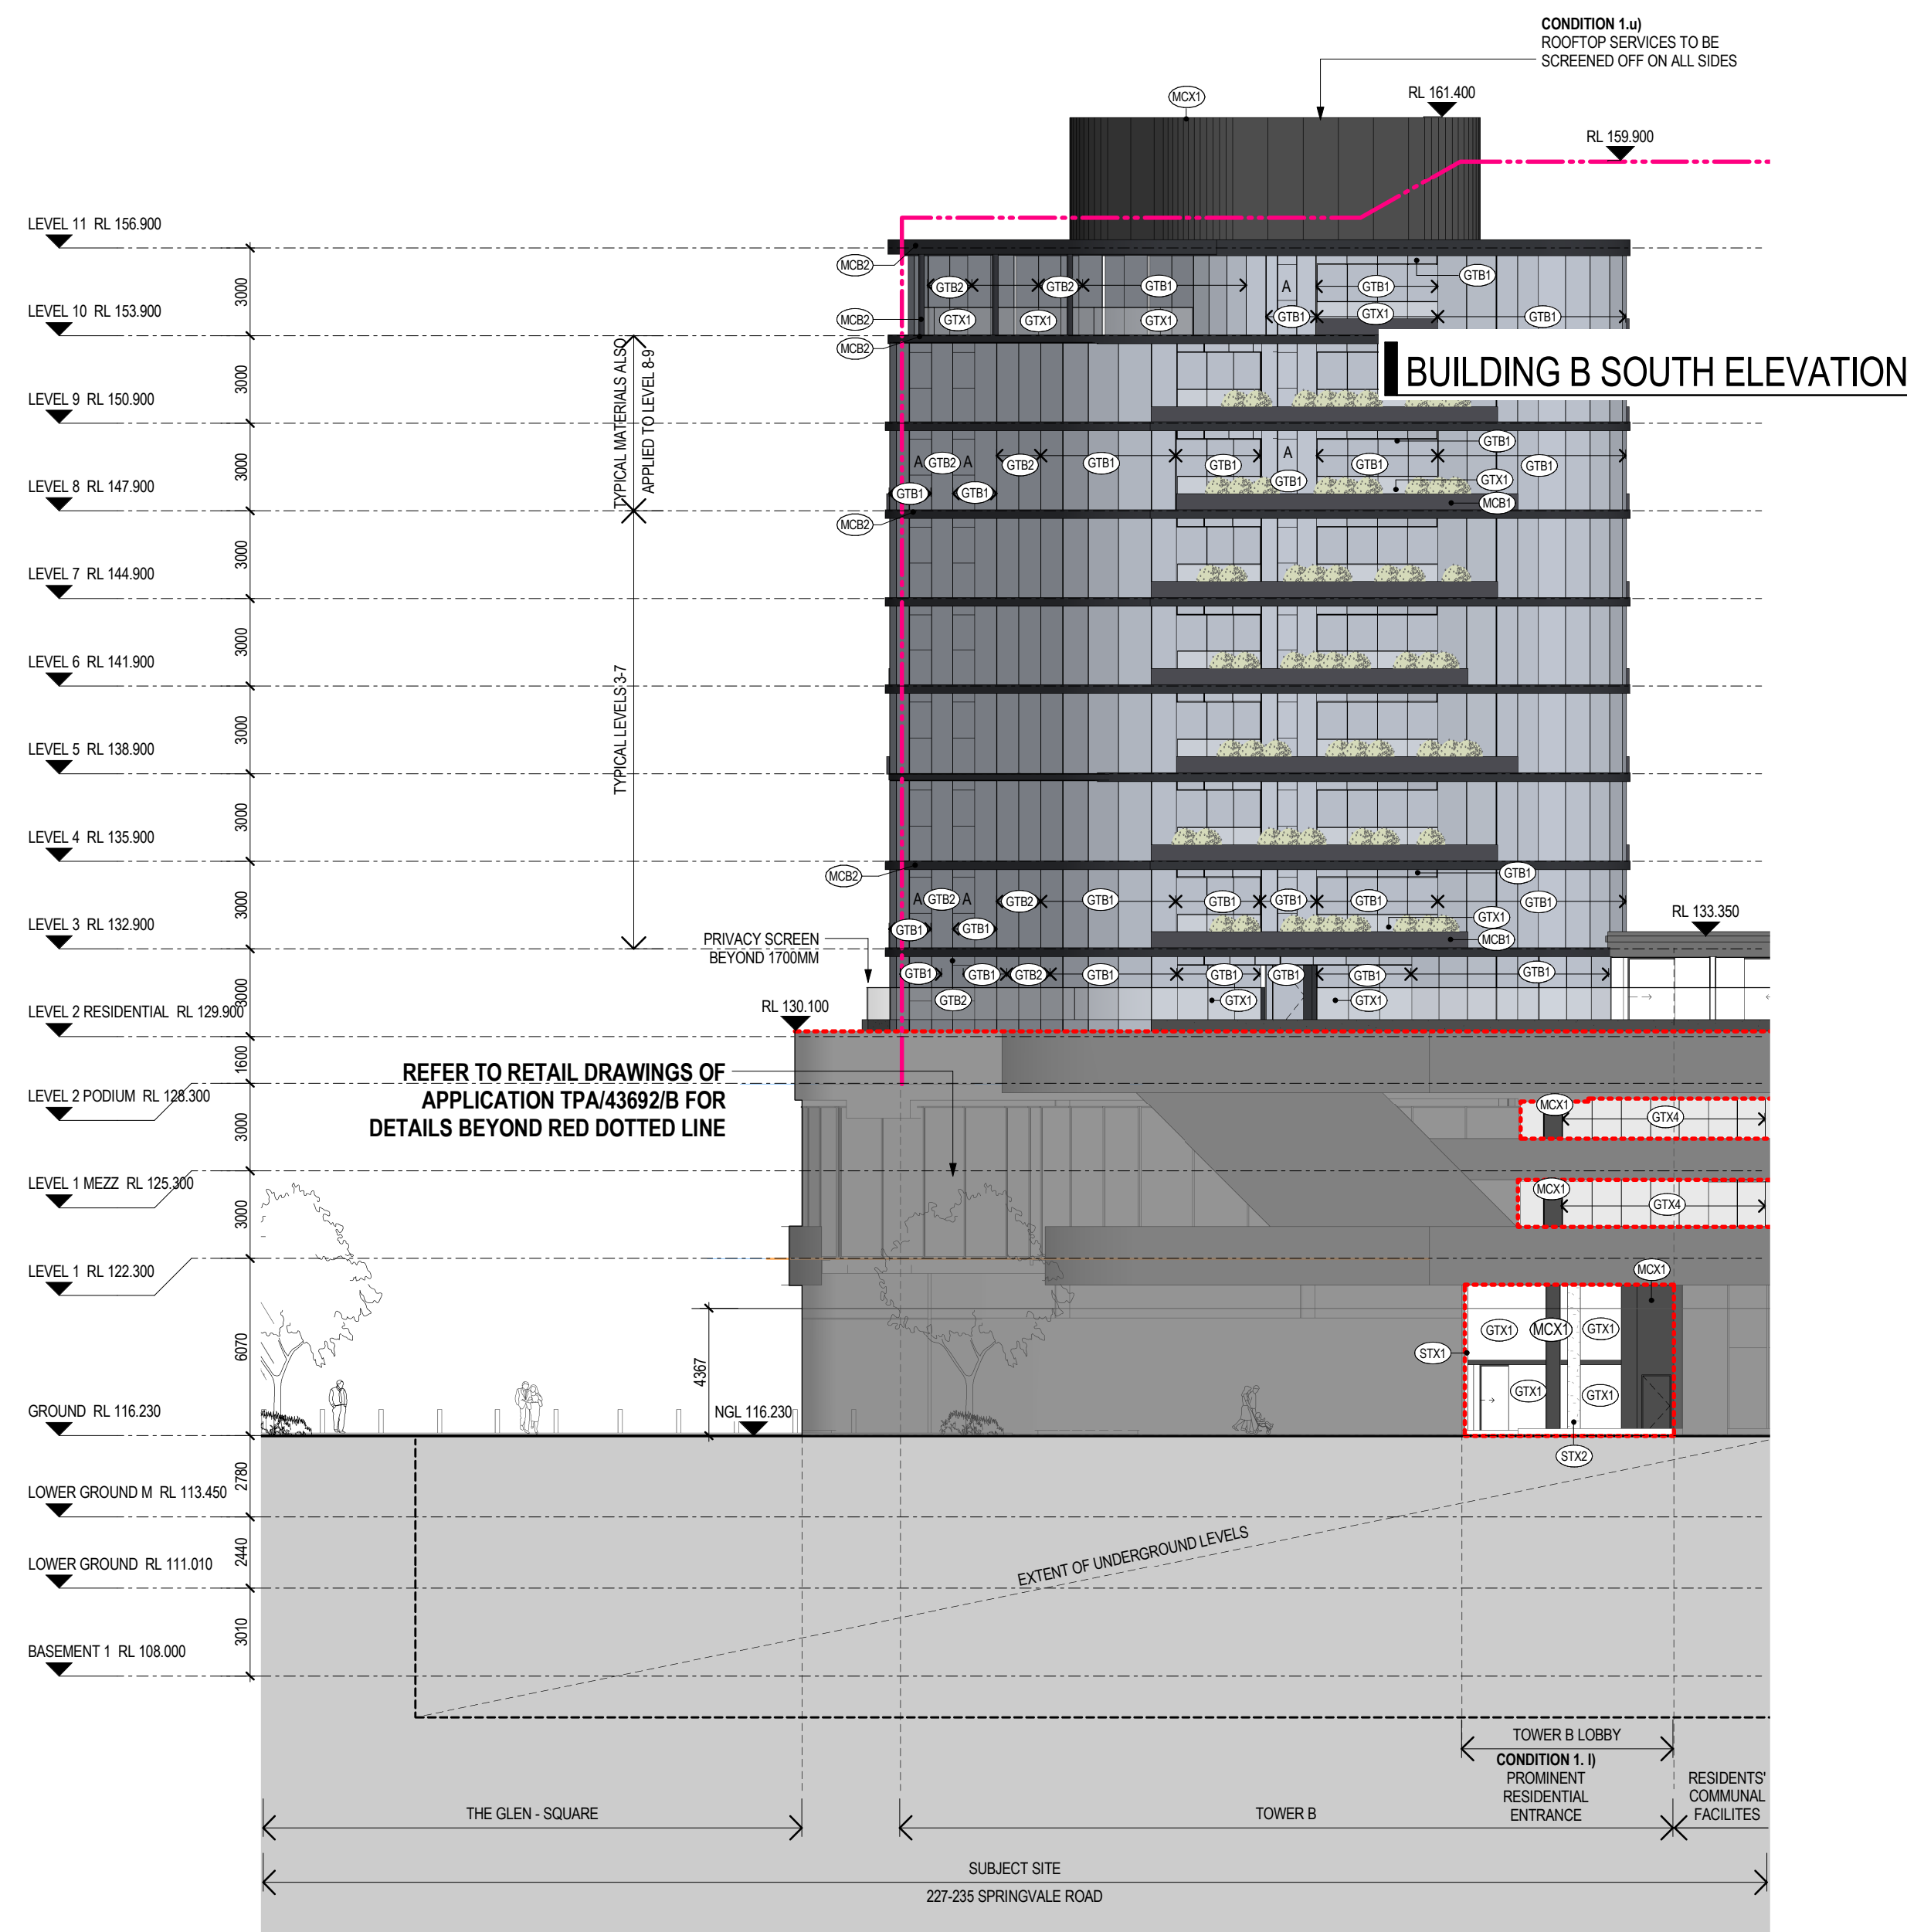 CONDITION 1.u)
ROOFTOP SERVICES TO BE
SCREENED OFF ON ALL SIDES
MCX1
RL 161.400
RL 159.900
LEVEL 11 RL 156.900
MCB2
GTB2
GTB2
GTB1
A
GTB1
GTB1
3000
LEVEL 10 RL 153.900
MCB2
GTX1
GTX1
GTX1
GTB1
GTX1
GTB1
MCB2
BUILDING B SOUTH ELEVATION
3000
TYPICAL MATERIALS ALSO
APPLIED TO LEVEL 8-9
LEVEL 9 RL 150.900
3000
A
GTB2
A
GTB2
GTB1
GTB1
A
GTB1
GTB1
GTB1
GTB1
GTB1
GTB1
GTX1
MCB1
LEVEL 8 RL 147.900
MCB2
3000
LEVEL 7 RL 144.900
3000
LEVEL 6 RL 141.900
TYPICAL LEVELS 3-7
3000
LEVEL 5 RL 138.900
3000
LEVEL 4 RL 135.900
MCB2
3000
A
GTB2
A
GTB2
GTB1
GTB1
GTB1
GTB1
GTB1
GTB1
GTB1
GTB1
GTX1
MCB1
LEVEL 3 RL 132.900
RL 133.350
PRIVACY SCREEN
BEYOND 1700MM
3000
GTB1
GTB1
GTB2
GTB1
GTB1
GTB1
GTB1
GTB1
GTB2
GTX1
GTX1
RL 130.100
LEVEL 2 RESIDENTIAL RL 129.900
1600
REFER TO RETAIL DRAWINGS OF
APPLICATION TPA/43692/B FOR
DETAILS BEYOND RED DOTTED LINE
LEVEL 2 PODIUM RL 128.300
3000
MCX1
GTX4
LEVEL 1 MEZZ RL 125.300
3000
MCX1
GTX4
LEVEL 1 RL 122.300
MCX1
6070
4367
GTX1
MCX1
GTX1
STX1
GTX1
GTX1
GROUND RL 116.230
NGL 116.230
STX2
2780
LOWER GROUND M RL 113.450
2440
EXTENT OF UNDERGROUND LEVELS
LOWER GROUND RL 111.010
3010
BASEMENT 1 RL 108.000
TOWER B LOBBY
CONDITION 1. l)
PROMINENT
RESIDENTIAL
ENTRANCE
RESIDENTS'
COMMUNAL
FACILITES
THE GLEN - SQUARE
TOWER B
SUBJECT SITE
227-235 SPRINGVALE ROAD